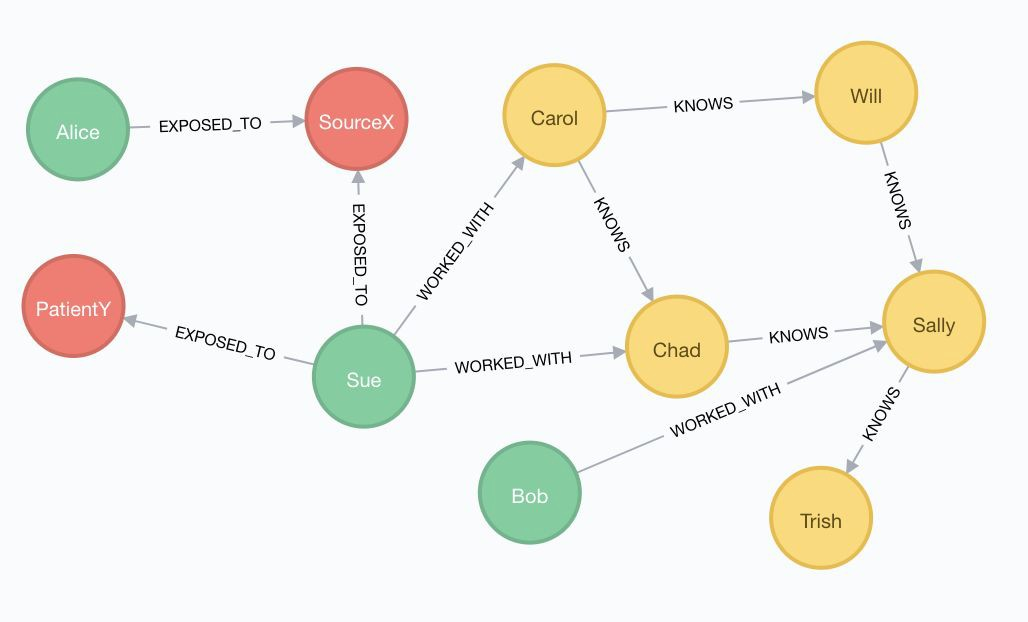 Alice
EXPOSED_TO
SourceX
Carol
KNOWS
Will
KNOWS
EXPOSED_TO
WORKED_WITH
KNOWS
PatientY
EXPOSED_TO
Sue
WORKED_WITH
Chad
KNOWS
Sally
WORKED_WITH
KNOWS
Bob
Trish